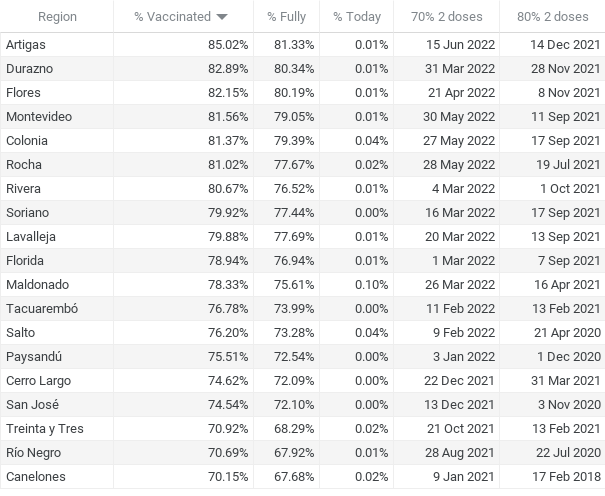 Region % Vaccinated % Fully % Today 70% 2 doses 80% 2 doses
Artigas 85.02% 81.33% 0.01% 15 Jun 2022 14 Dec 2021
Durazno 82.89% 80.34% 0.01% 31 Mar 2022 28 Nov 2021
Flores 82.15% 80.19% 0.01% 21 Apr 2022 8 Nov 2021
Montevideo 81.56% 79.05% 0.01% 30 May 2022 11 Sep 2021
Colonia 81.37% 79.39% 0.04% 27 May 2022 17 Sep 2021
Rocha 81.02% 77.67% 0.02% 28 May 2022 19 Jul 2021
Rivera 80.67% 76.52% 0.01% 4 Mar 2022 1 Oct 2021
Soriano 79.92% 77.44% 0.00% 16 Mar 2022 17 Sep 2021
Lavalleja 79.88% 77.69% 0.01% 20 Mar 2022 13 Sep 2021
Florida 78.94% 76.94% 0.01% 1 Mar 2022 7 Sep 2021
Maldonado 78.33% 75.61% 0.10% 26 Mar 2022 16 Apr 2021
Tacuarembó 76.78% 73.99% 0.00% 11 Feb 2022 13 Feb 2021
Salto 76.20% 73.28% 0.04% 9 Feb 2022 21 Apr 2020
Paysandú 75.51% 72.54% 0.00% 3 Jan 2022 1 Dec 2020
Cerro Largo 74.62% 72.09% 0.00% 22 Dec 2021 31 Mar 2021
San José 74.54% 72.10% 0.00% 13 Dec 2021 3 Nov 2020
Treinta y Tres 70.92% 68.29% 0.02% 21 Oct 2021 13 Feb 2021
Río Negro 70.69% 67.92% 0.01% 28 Aug 2021 22 Jul 2020
Canelones 70.15% 67.68% 0.02% 9 Jan 2021 17 Feb 2018